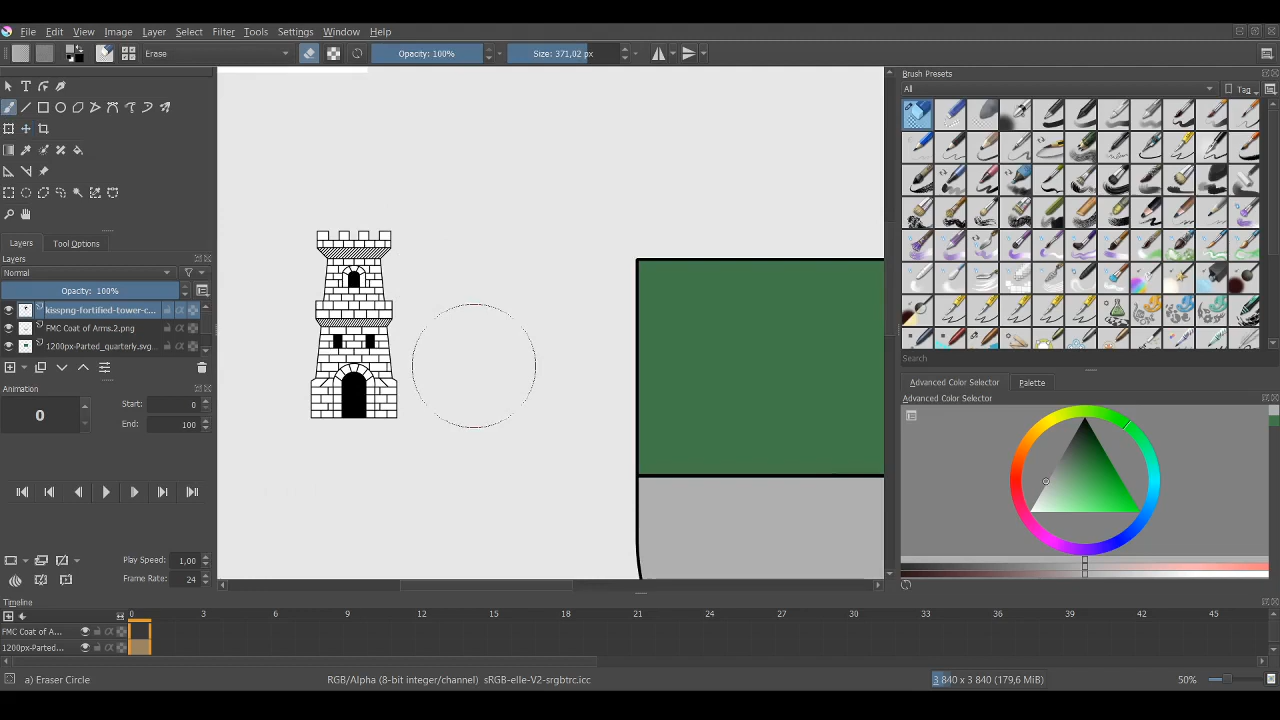 File Edit View Image Layer Select Filter Tools Settings Window Help
Erase Opacity: 100% Size: 371,02 px
Brush Presets
All Tag
Layers Tool Options
Layers
Normal
Opacity: 100%
kisspng-fortified-tower-c...
FMC Coat of Arms.2.png
1200px-Parted_quarterly.svg
Search
Advanced Color Selector Palette
Advanced Color Selector
Animation
0 Start: 0
End: 100
Play Speed: 1,00
Frame Rate: 24
Timeline
0 3 6 9 12 15 18 21 24 27 30 33 36 39 42 45
FMC Coat of A...
1200px-Parted...
a) Eraser Circle RGB/Alpha (8-bit integer/channel) sRGB-elle-V2-srgbtrc.icc 3 840 x 3 840 (179,6 MiB) 50%